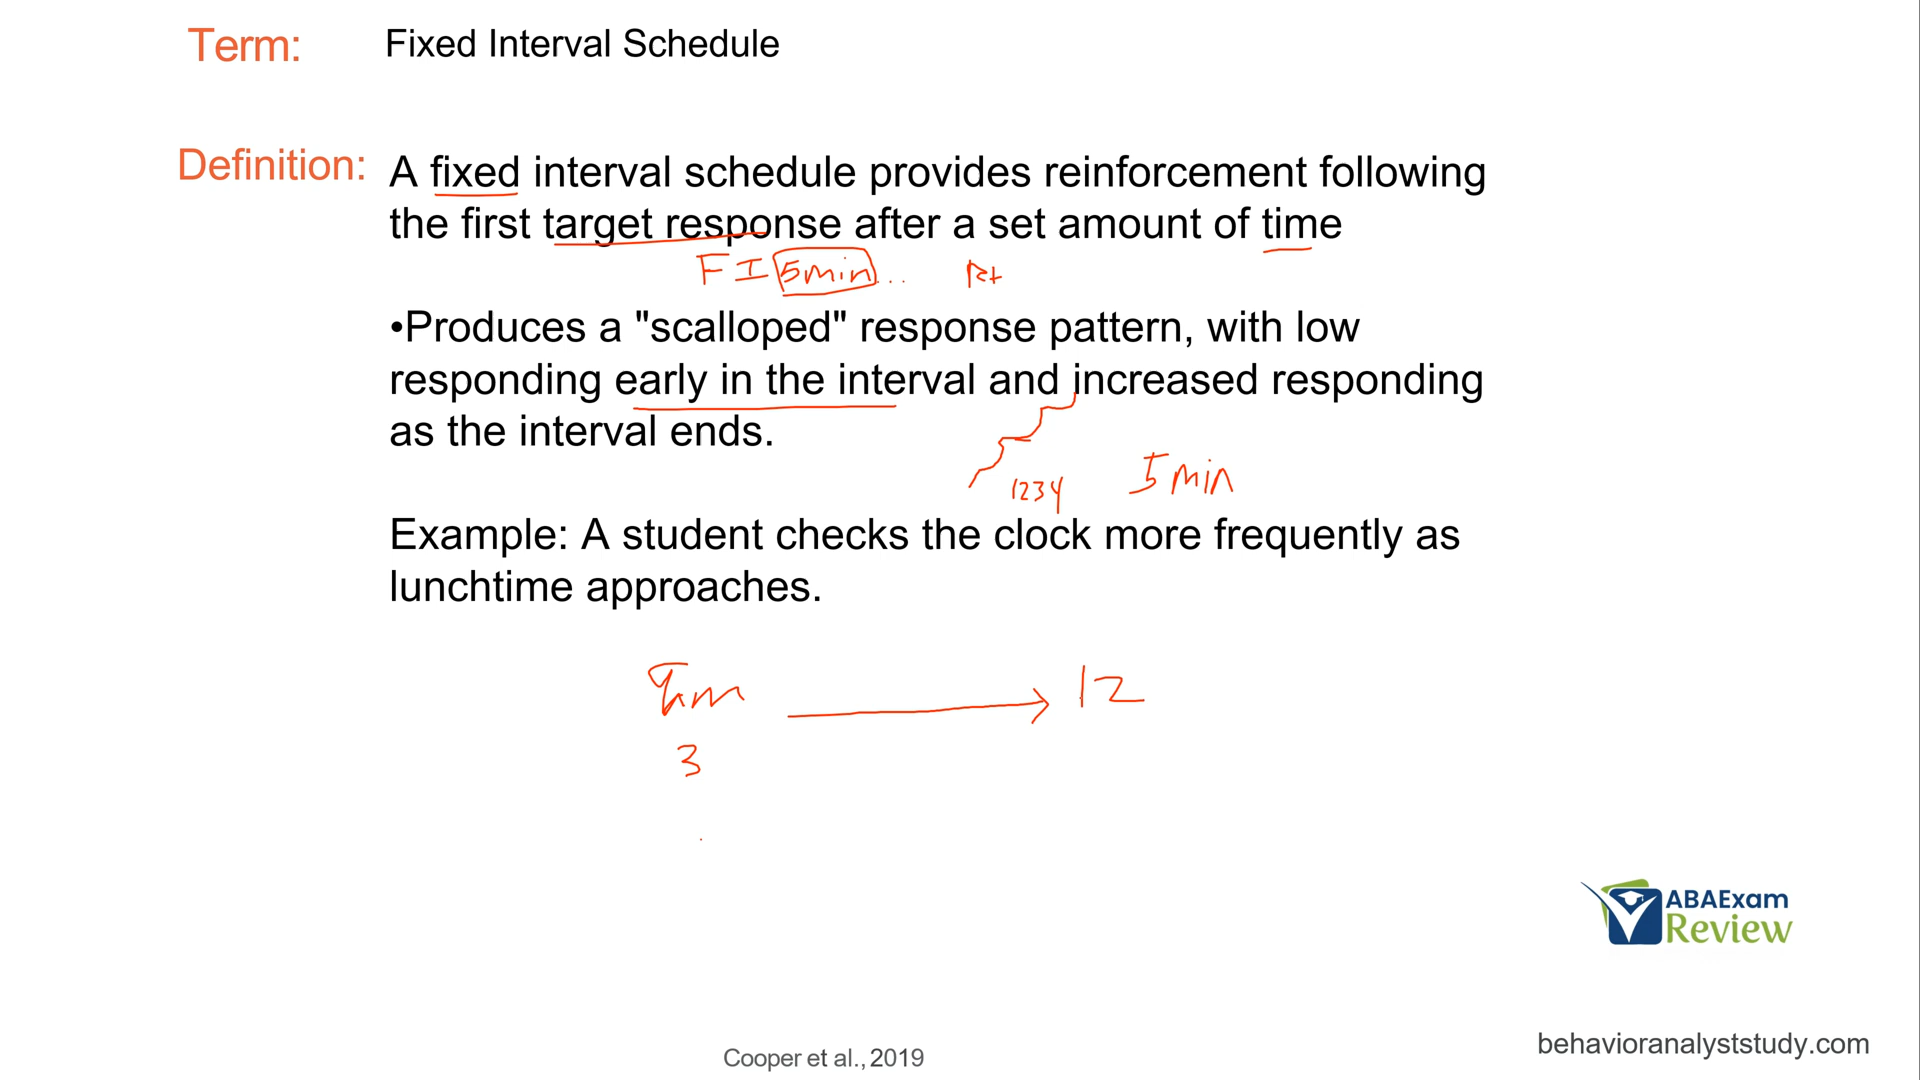 Term: Fixed Interval Schedule
Definition: A fixed interval schedule provides reinforcement following
the first target response after a set amount of time
FI 5min... Rt
•Produces a "scalloped" response pattern, with low
responding early in the interval and increased responding
as the interval ends.
1234 5min
Example: A student checks the clock more frequently as
lunchtime approaches.
12
3
ABAExam
Review
behavioranalyststudy.com
Cooper et al., 2019